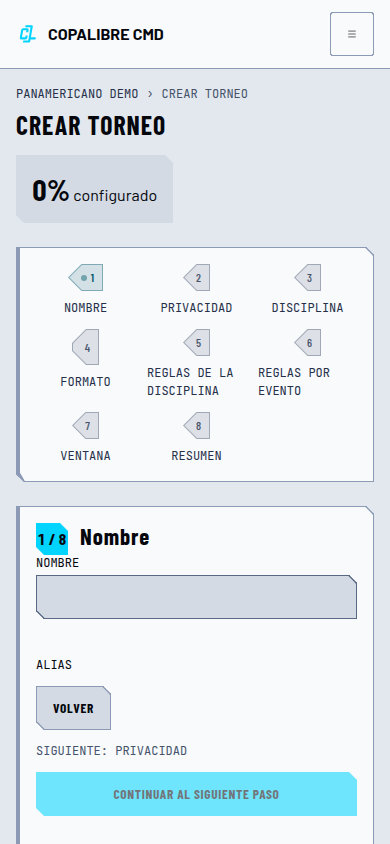 COPALIBRE CMD
PANAMERICANO DEMO › CREAR TORNEO
CREAR TORNEO
0% configurado
1 2 3
NOMBRE PRIVACIDAD DISCIPLINA
4 5 6
FORMATO REGLAS DE LA DISCIPLINA REGLAS POR EVENTO
7 8
VENTANA RESUMEN
1 / 8 Nombre
NOMBRE
ALIAS
VOLVER
SIGUIENTE: PRIVACIDAD
CONTINUAR AL SIGUIENTE PASO